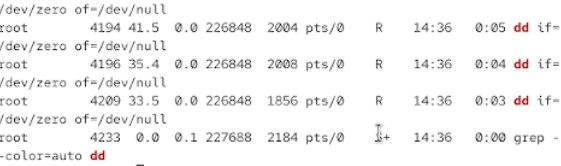 /dev/zero of=/dev/null
root 4194 41.5 0.0 226848 2004 pts/0 R 14:36 0:05 dd if=
/dev/zero of=/dev/null
root 4196 35.4 0.0 226848 2008 pts/0 R 14:36 0:04 dd if=
/dev/zero of=/dev/null
root 4209 33.5 0.0 226848 1856 pts/0 R 14:36 0:03 dd if=
/dev/zero of=/dev/null
root 4233 0.0 0.1 227688 2184 pts/0 14:36 0:00 grep -
-color=auto dd